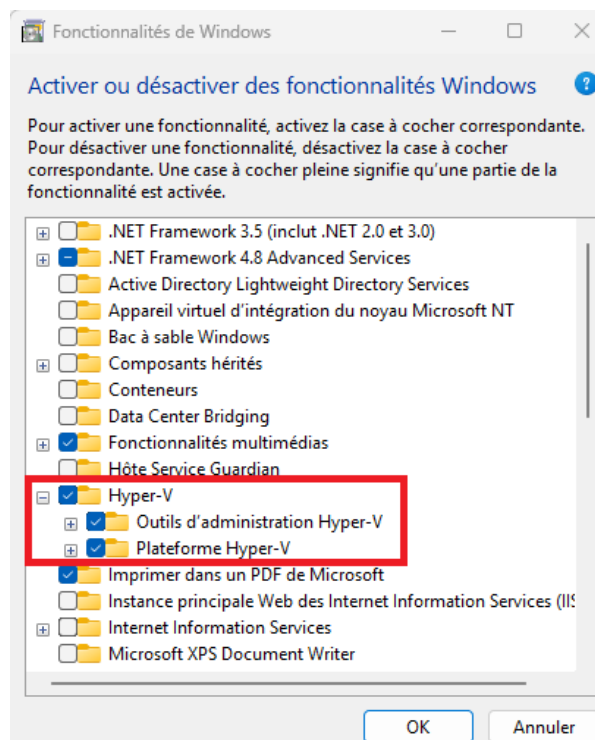 Fonctionnalités de Windows
Activer ou désactiver des fonctionnalités Windows
Pour activer une fonctionnalité, activez la case à cocher correspondante.
Pour désactiver une fonctionnalité, désactivez la case à cocher
correspondante. Une case à cocher pleine signifie qu'une partie de la
fonctionnalité est activée.
.NET Framework 3.5 (inclut .NET 2.0 et 3.0)
.NET Framework 4.8 Advanced Services
Active Directory Lightweight Directory Services
Appareil virtuel d'intégration du noyau Microsoft NT
Bac à sable Windows
Composants hérités
Conteneurs
Data Center Bridging
Fonctionnalités multimédias
Hôte Service Guardian
Hyper-V
Outils d'administration Hyper-V
Plateforme Hyper-V
Imprimer dans un PDF de Microsoft
Instance principale Web des Internet Information Services (IIS
Internet Information Services
Microsoft XPS Document Writer
OK
Annuler